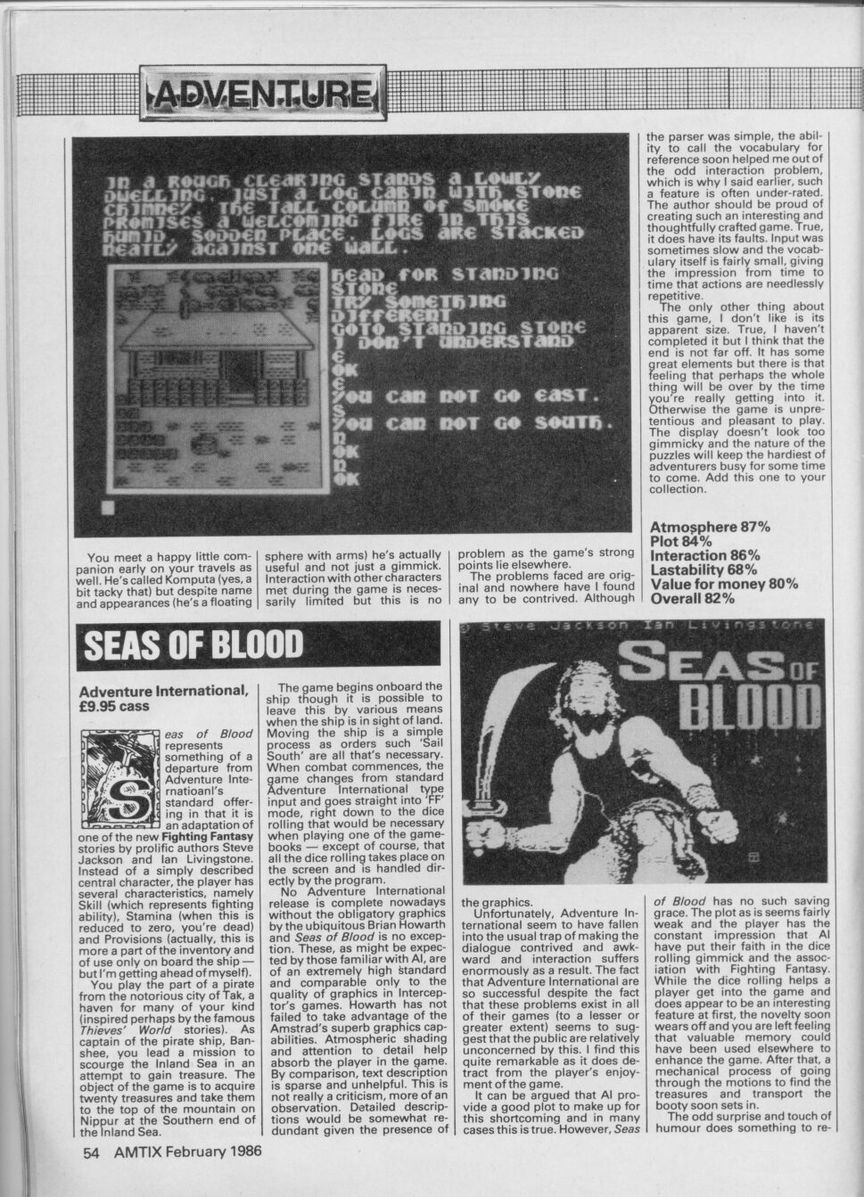 ADVENTURE
IN A ROUGH CLEARING STANDS A LOWLY
DWELLING. JUST A LOG CABIN WITH STONE
CHIMNEY. THE TALL COLUMN OF SMOKE
PROMISES A WELCOMING FIRE IN THIS
HUMID, SODDEN PLACE. LOGS ARE STACKED
NEATLY AGAINST ONE WALL.
HEAD FOR STANDING
STONE
TRY SOMETHING
DIFFERENT
GOTO STANDING STONE
I DON'T UNDERSTAND
E
OK
E
YOU CAN NOT GO EAST.
S
YOU CAN NOT GO SOUTH.
N
OK
N
OK
You meet a happy little com-
panion early on your travels as
well. He's called Komputa (yes, a
bit tacky that) but despite name
and appearances (he's a floating
sphere with arms) he's actually
useful and not just a gimmick.
Interaction with other characters
met during the game is neces-
sarily limited but this is no
problem as the game's strong
points lie elsewhere.
The problems faced are orig-
inal and nowhere have I found
any to be contrived. Although
the parser was simple, the abil-
ity to call the vocabulary for
reference soon helped me out of
the odd interaction problem,
which is why I said earlier, such
a feature is often under-rated.
The author should be proud of
creating such an interesting and
thoughtfully crafted game. True,
it does have its faults. Input was
sometimes slow and the vocab-
ulary itself is fairly small, giving
the impression from time to
time that actions are needlessly
repetitive.
The only other thing about
this game, I don't like is its
apparent size. True, I haven't
completed it but I think that the
end is not far off. It has some
great elements but there is that
feeling that perhaps the whole
thing will be over by the time
you're really getting into it.
Otherwise the game is unpre-
tentious and pleasant to play.
The display doesn't look too
gimmicky and the nature of the
puzzles will keep the hardiest of
adventurers busy for some time
to come. Add this one to your
collection.
Atmosphere 87%
Plot 84%
Interaction 86%
Lastability 68%
Value for money 80%
Overall 82%
SEAS OF BLOOD
Adventure International,
£9.95 cass
Seas of Blood
represents
something of a
departure from
Adventure Inte-
rnatioanl's
standard offer-
ing in that it is
an adaptation of
one of the new Fighting Fantasy
stories by prolific authors Steve
Jackson and Ian Livingstone.
Instead of a simply described
central character, the player has
several characteristics, namely
Skill (which represents fighting
ability), Stamina (when this is
reduced to zero, you're dead)
and Provisions (actually, this is
more a part of the inventory and
of use only on board the ship —
but I'm getting ahead of myself).
You play the part of a pirate
from the notorious city of Tak, a
haven for many of your kind
(inspired perhaps by the famous
Thieves' World stories). As
captain of the pirate ship, Ban-
shee, you lead a mission to
scourge the Inland Sea in an
attempt to gain treasure. The
object of the game is to acquire
twenty treasures and take them
to the top of the mountain on
Nippur at the Southern end of
the Inland Sea.
The game begins onboard the
ship though it is possible to
leave this by various means
when the ship is in sight of land.
Moving the ship is a simple
process as orders such 'Sail
South' are all that's necessary.
When combat commences, the
game changes from standard
Adventure International type
input and goes straight into 'FF'
mode, right down to the dice
rolling that would be necessary
when playing one of the game-
books — except of course, that
all the dice rolling takes place on
the screen and is handled dir-
ectly by the program.
No Adventure International
release is complete nowadays
without the obligatory graphics
by the ubiquitous Brian Howarth
and Seas of Blood is no excep-
tion. These, as might be expec-
ted by those familiar with AI, are
of an extremely high standard
and comparable only to the
quality of graphics in Intercep-
tor's games. Howarth has not
failed to take advantage of the
Amstrad's superb graphics cap-
abilities. Atmospheric shading
and attention to detail help
absorb the player in the game.
By comparison, text description
is sparse and unhelpful. This is
not really a criticism, more of an
observation. Detailed descrip-
tions would be somewhat re-
dundant given the presence of
© Steve Jackson Ian Livingstone
SEAS OF
BLOOD
the graphics.
Unfortunately, Adventure In-
ternational seem to have fallen
into the usual trap of making the
dialogue contrived and awk-
ward and interaction suffers
enormously as a result. The fact
that Adventure International are
so successful despite the fact
that these problems exist in all
of their games (to a lesser or
greater extent) seems to sug-
gest that the public are relatively
unconcerned by this. I find this
quite remarkable as it does de-
tract from the player's enjoy-
ment of the game.
It can be argued that AI pro-
vide a good plot to make up for
this shortcoming and in many
cases this is true. However, Seas
of Blood has no such saving
grace. The plot as is seems fairly
weak and the player has the
constant impression that AI
have put their faith in the dice
rolling gimmick and the assoc-
iation with Fighting Fantasy.
While the dice rolling helps a
player get into the game and
does appear to be an interesting
feature at first, the novelty soon
wears off and you are left feeling
that valuable memory could
have been used elsewhere to
enhance the game. After that, a
mechanical process of going
through the motions to find the
treasures and transport the
booty soon sets in.
The odd surprise and touch of
humour does something to re-
54 AMTIX February 1986